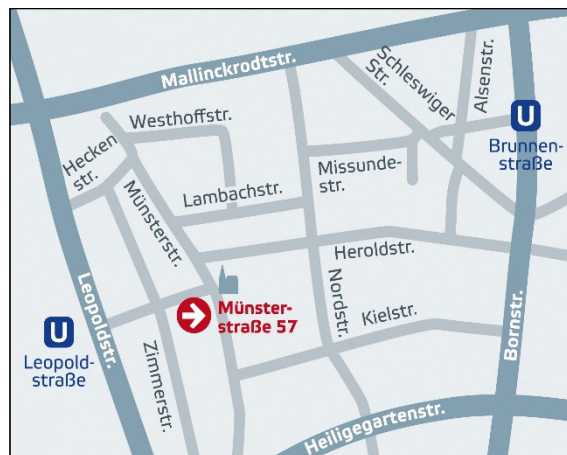 Mallinckrodtstr.
Schleswiger
Str.
Alsenstr.
Westhoffstr.
U
Brunnen-
straße
Hecken
str.
Missunde-
str.
Lambachstr.
Münsterstr.
Heroldstr.
Leopoldstr.
Nordstr.
Münster-
straße 57
Kielstr.
Bornstr.
U
Leopold-
straße
Zimmerstr.
Heiligegartenstr.